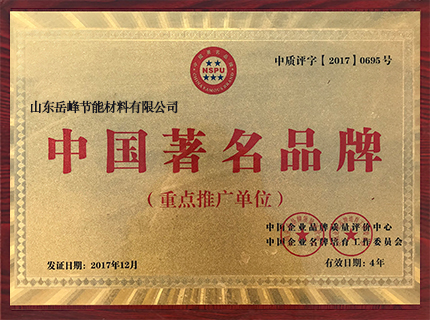 NSPU
中质评字【2017】0695号
山东岳峰节能材料有限公司
中国著名品牌
（重点推广单位）
中国企业品牌质量评价中心
中国企业名牌培育工作委员会
发证日期：2017年12月
有效日期：4年